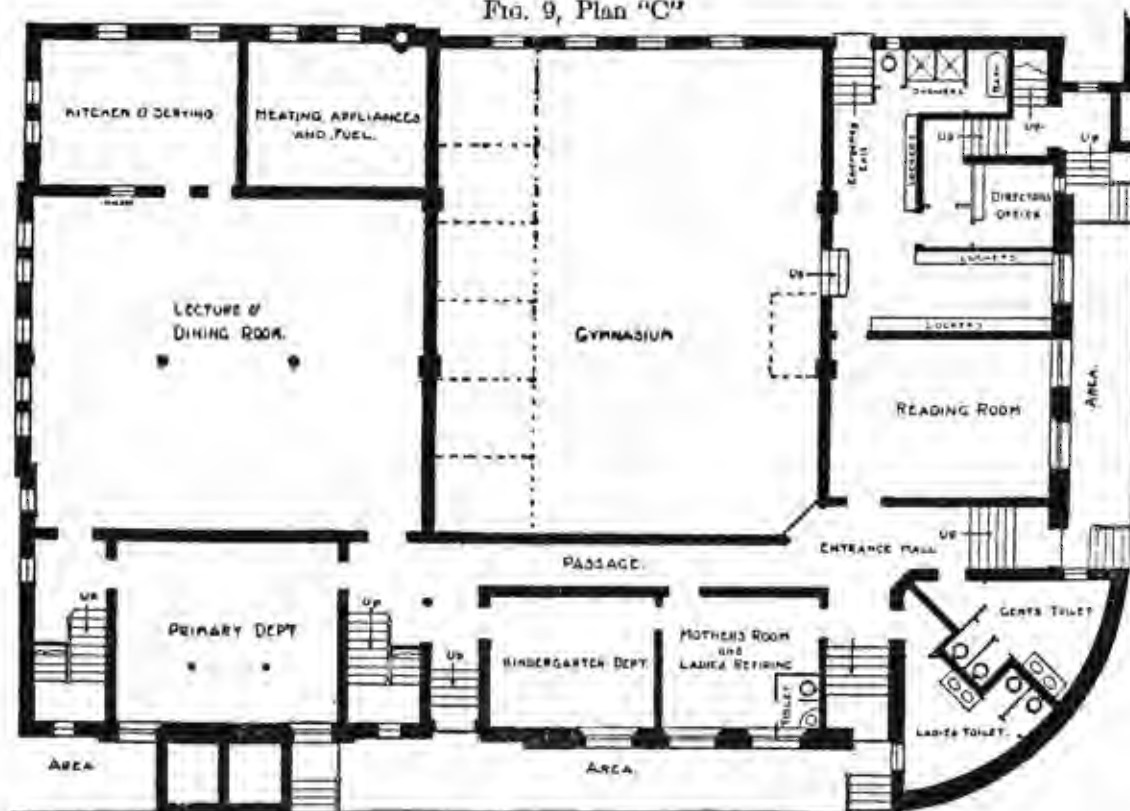 FIG. 9, Plan "C"
KITCHEN & SERVING
HEATING APPLIANCES
AND FUEL.
SHOWERS
BATH
UP
UP
UP
Emergency
Exit
LOCKERS
DIRECTORS
OFFICE
LOCKERS
UP
LOCKERS
LECTURE &
DINING ROOM.
GYMNASIUM
READING ROOM
AREA.
UP
ENTRANCE HALL
PASSAGE.
UP
PRIMARY DEPT
UP
UP
KINDERGARTEN DEPT.
MOTHERS ROOM
and
LADIES RETIRING
TOILET
GENTS TOILET
LADIES TOILET.
AREA
AREA.